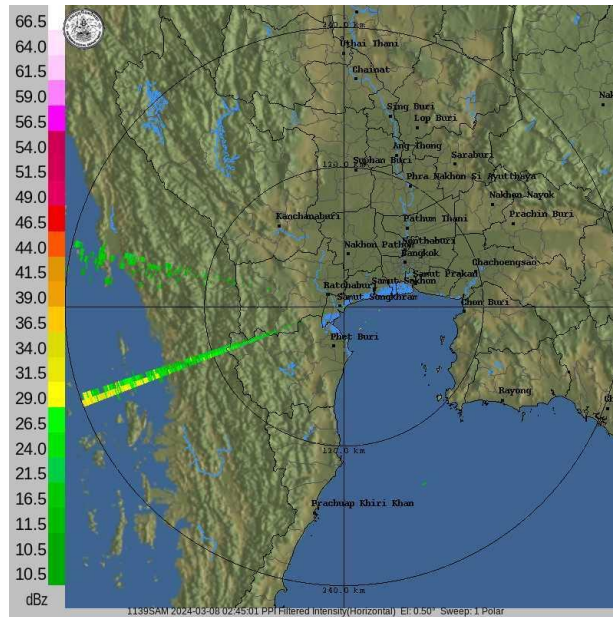 66.5
64.0
61.5
59.0
56.5
54.0
51.5
49.0
46.5
44.0
41.5
39.0
36.5
34.0
31.5
29.0
26.5
24.0
21.5
16.5
11.5
10.5
10.5
dBz
240.0 km
Uthai Thani
Chainat
Sing Buri
Lop Buri
Ang Thong
Saraburi
120.0 km
Suphan Buri
Phra Nakhon Si Ayutthaya
Nakhon Nayok
Prachin Buri
Kanchanaburi
Pathum Thani
Nonthaburi
Nakhon Pathom
Bangkok
Chachoengsao
Samut Prakan
Samut Sakhon
Ratchaburi
Samut Songkhram
Chon Buri
Phet Buri
Rayong
120.0 km
Prachuap Khiri Khan
240.0 km
1139SAM 2024-03-08 02:45:01 PPI Filtered Intensity(Horizontal) El: 0.50° Sweep: 1 Polar